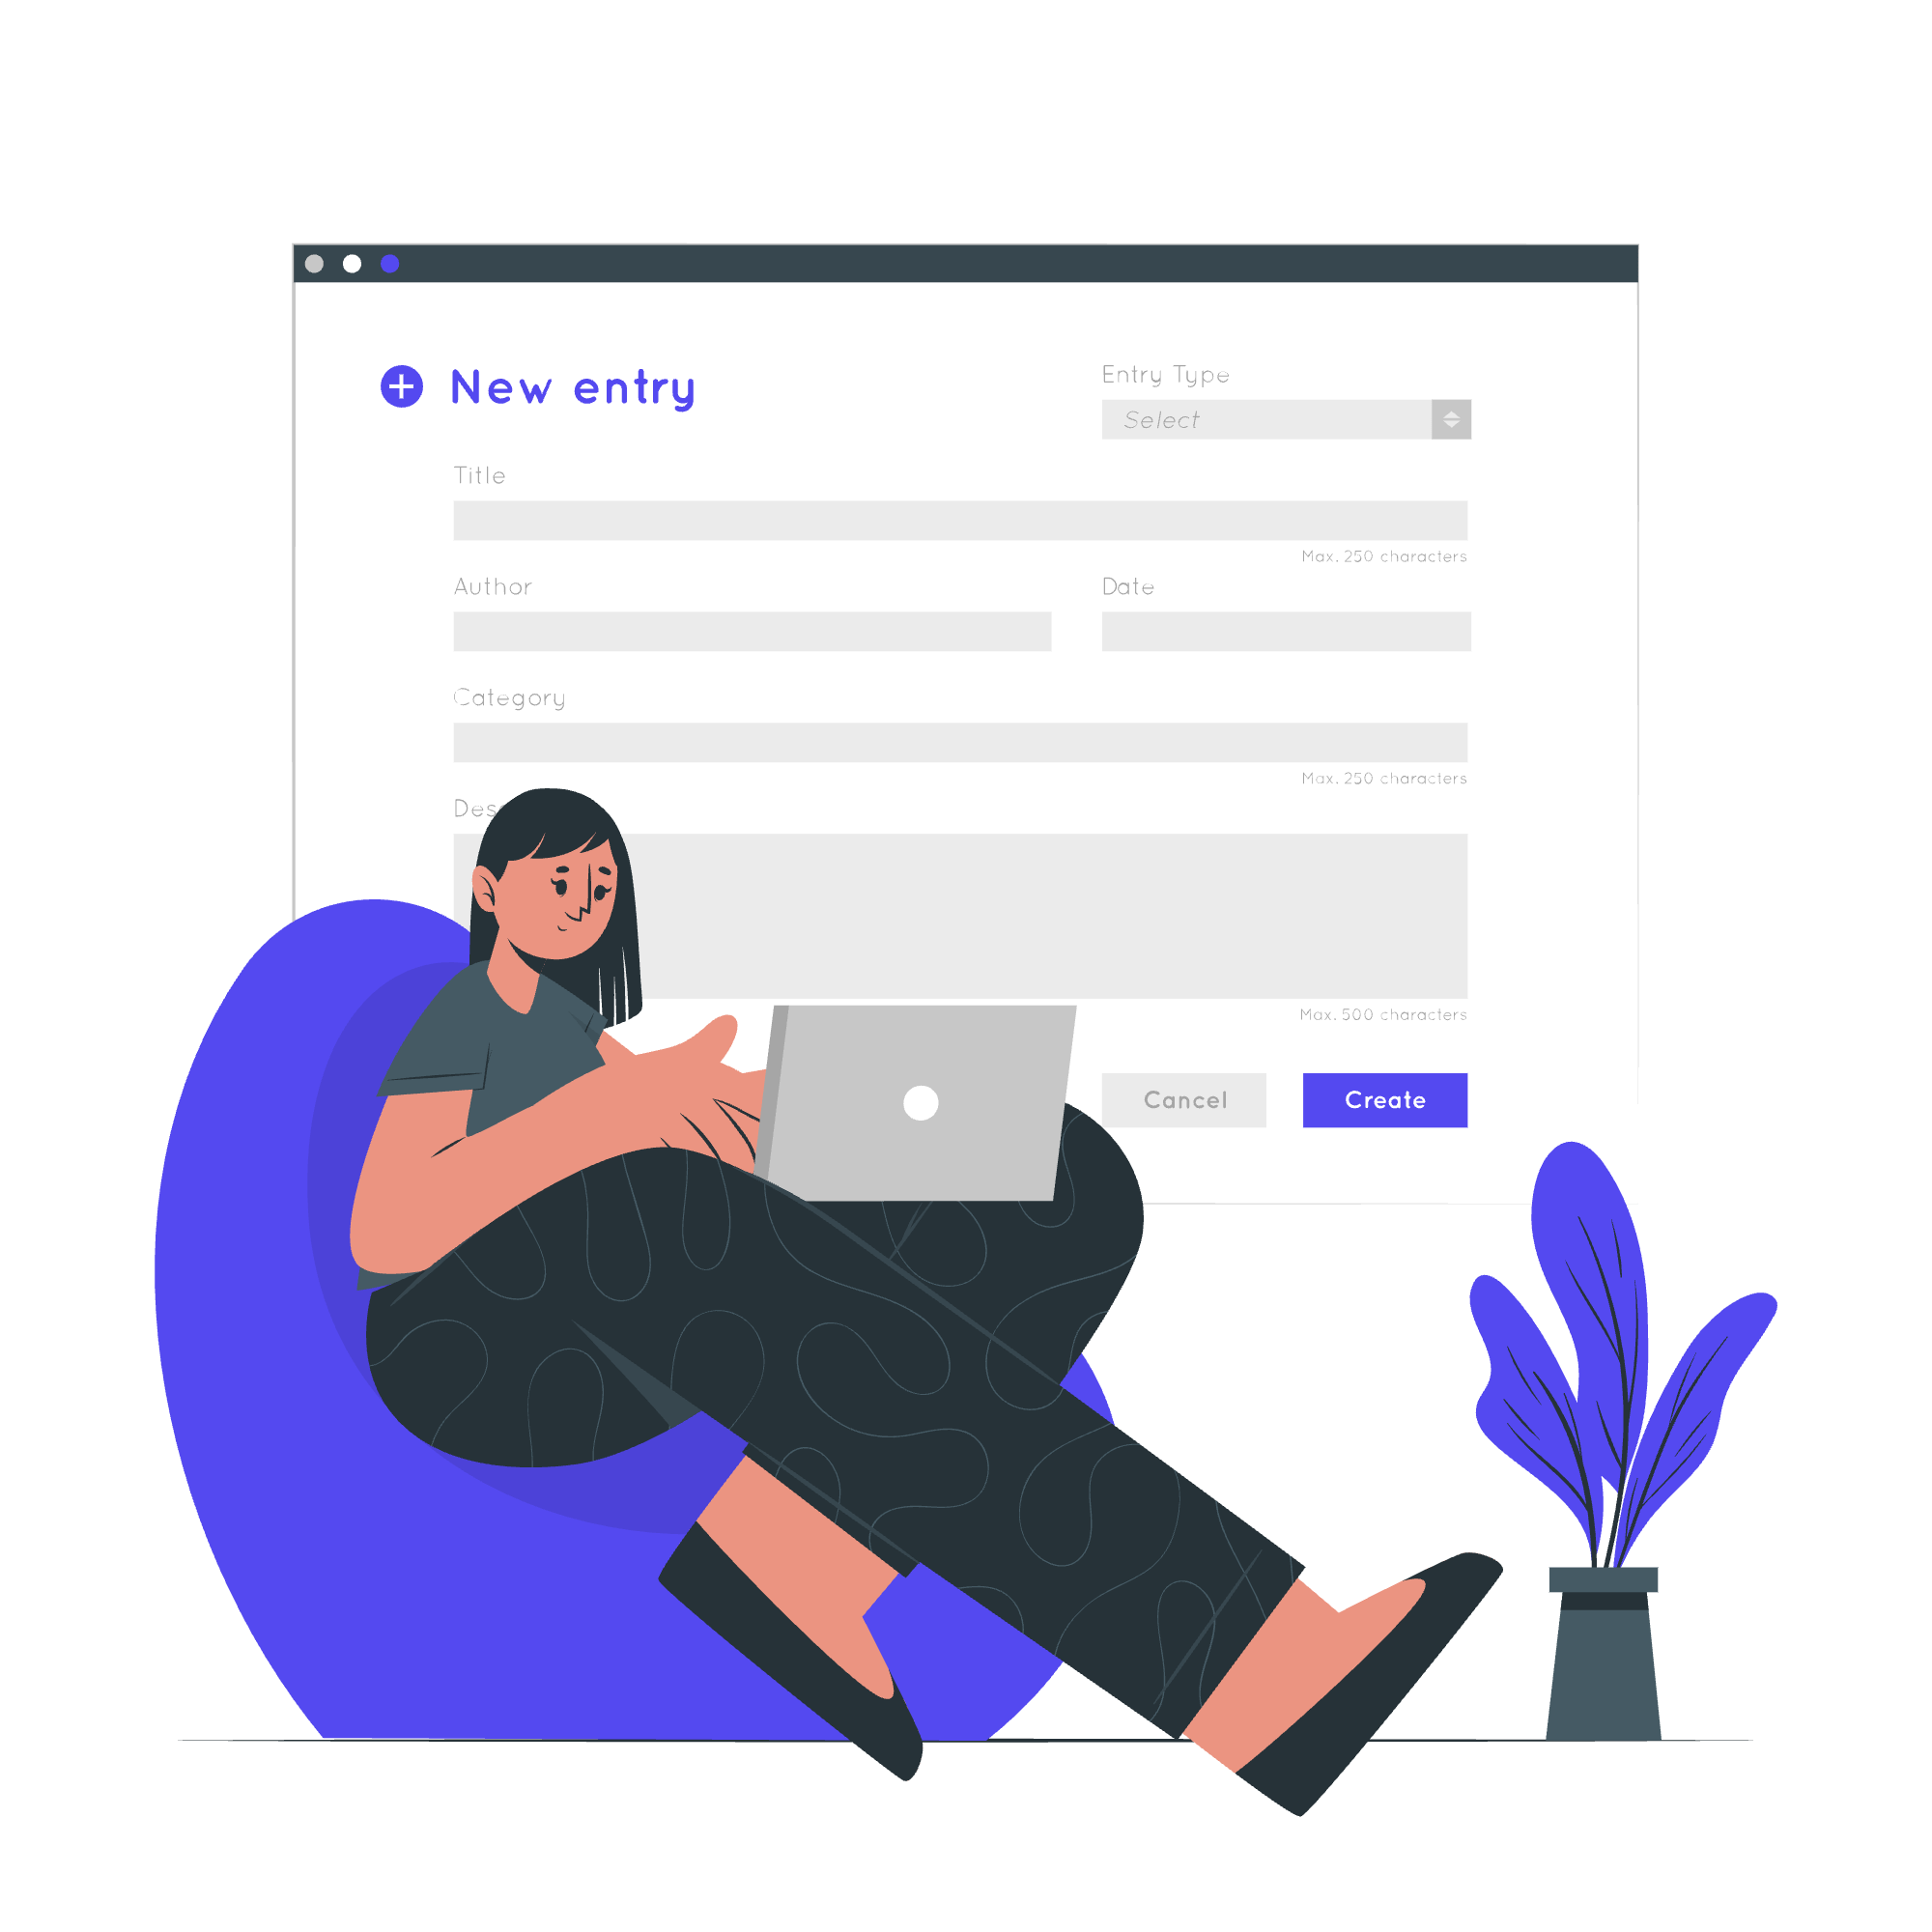 New entry
Entry Type
Select
Title
Max. 250 characters
Author
Date
Category
Max. 250 characters
Des
Max. 500 characters
Cancel
Create